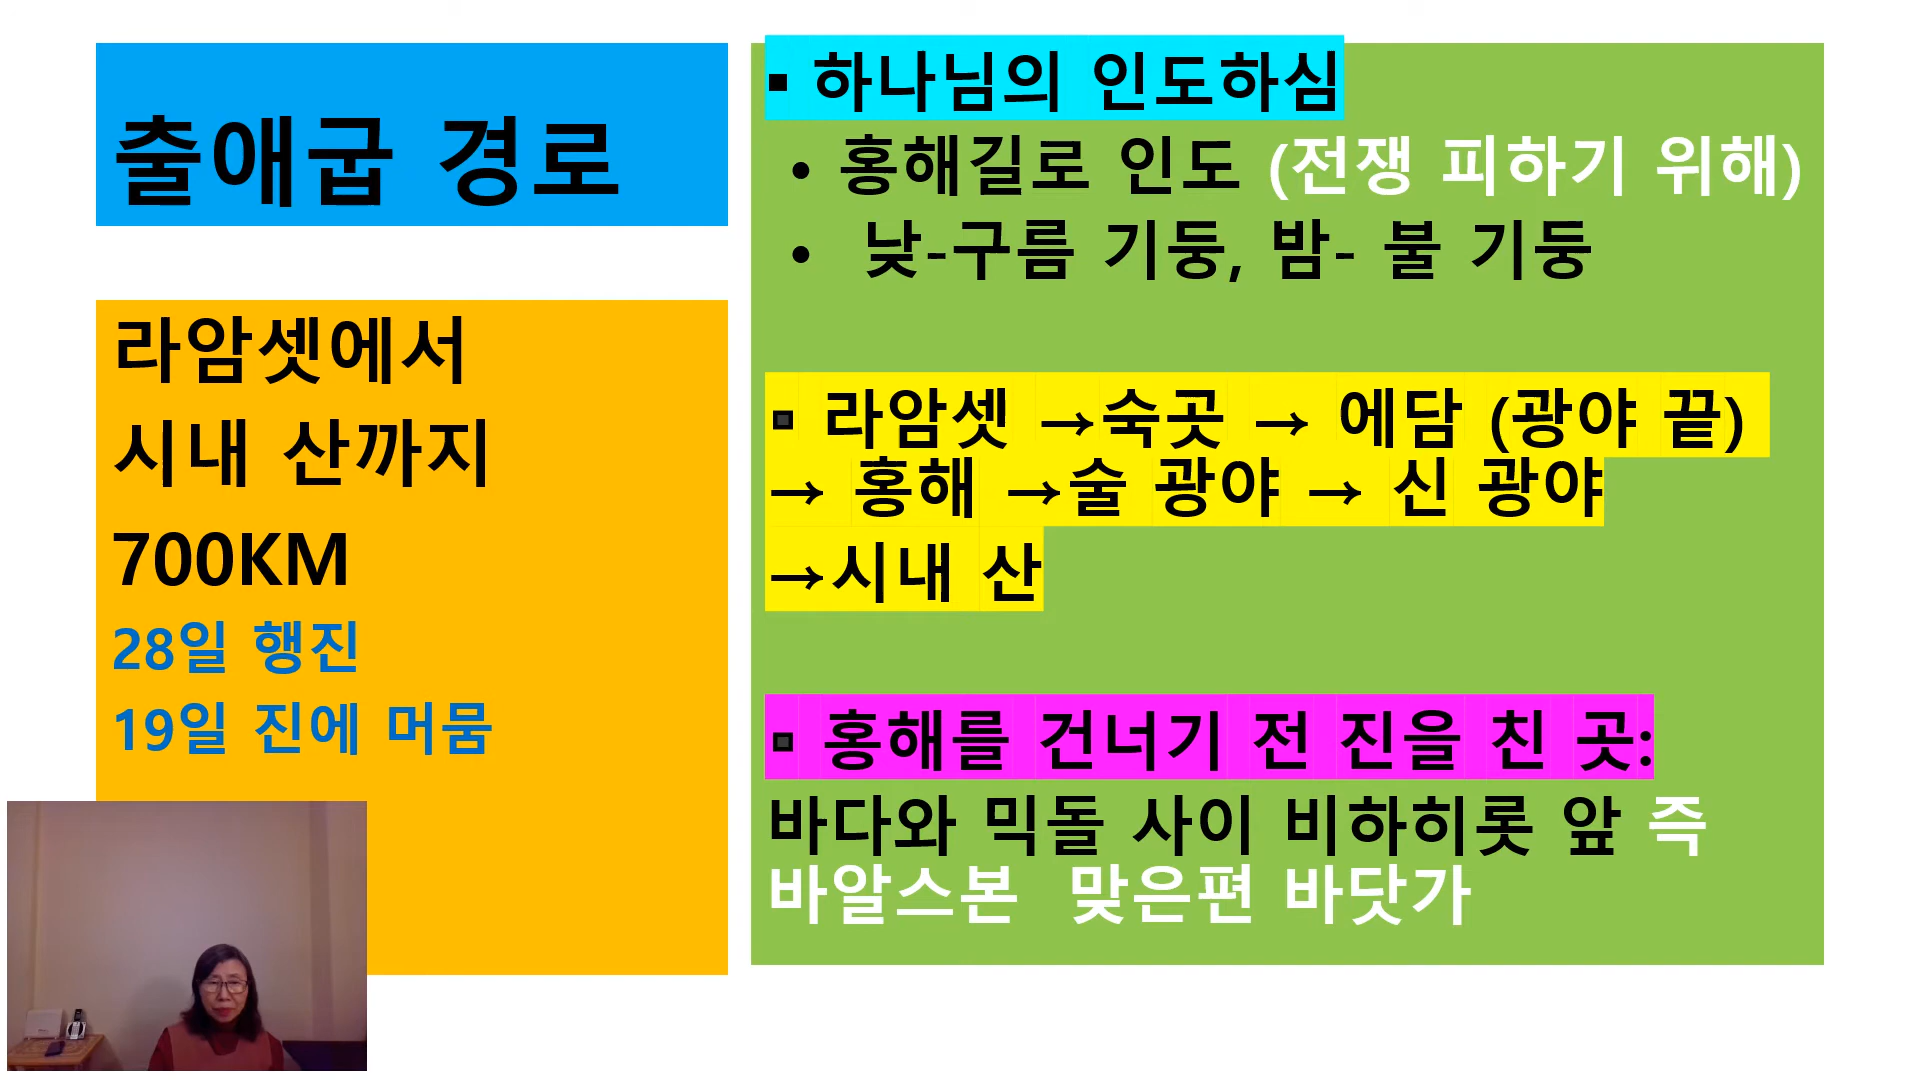 출애굽 경로
라암셋에서
시내 산까지
700KM
28일 행진
19일 진에 머뭄
▪ 하나님의 인도하심
• 홍해길로 인도 (전쟁 피하기 위해)
• 낮-구름 기둥, 밤- 불 기둥
▪ 라암셋 →숙곳 → 에담 (광야 끝)
→ 홍해 →술 광야 → 신 광야
→시내 산
▪ 홍해를 건너기 전 진을 친 곳:
바다와 믹돌 사이 비하히롯 앞 즉
바알스본 맞은편 바닷가